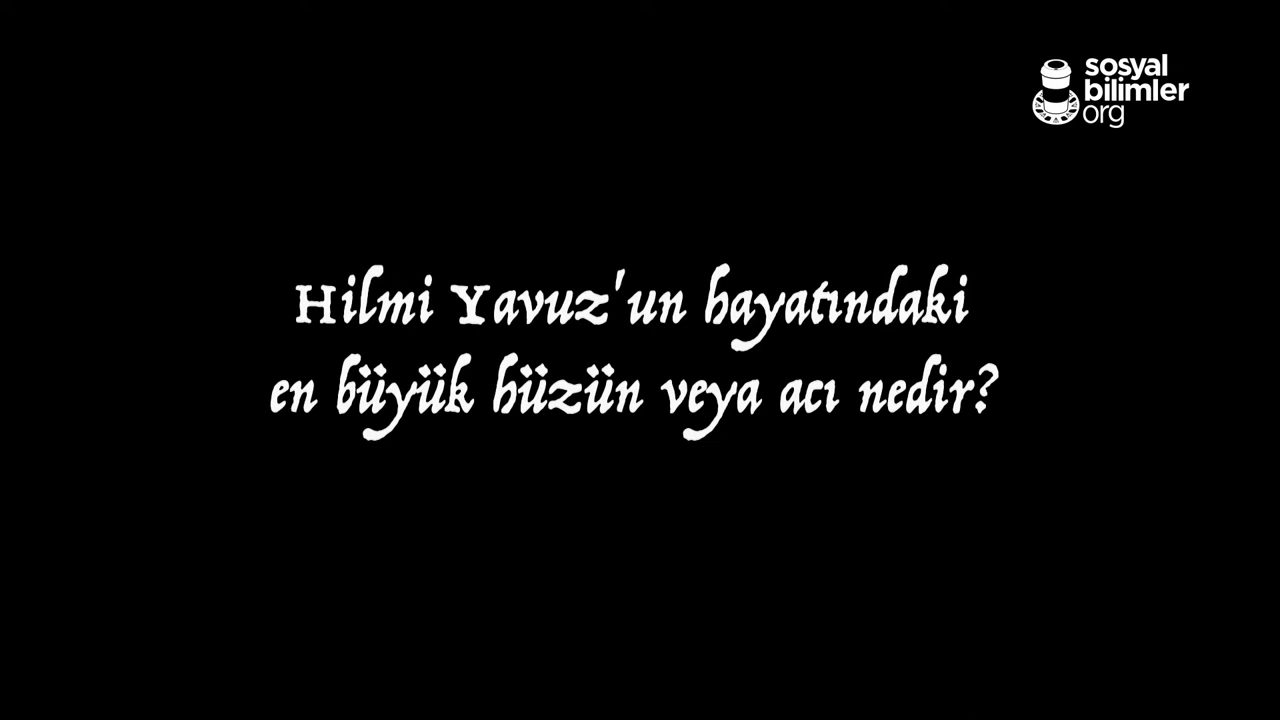 sosyal
bilimler
org
Hilmi Yavuz'un hayatındaki
en büyük hüzün veya acı nedir?